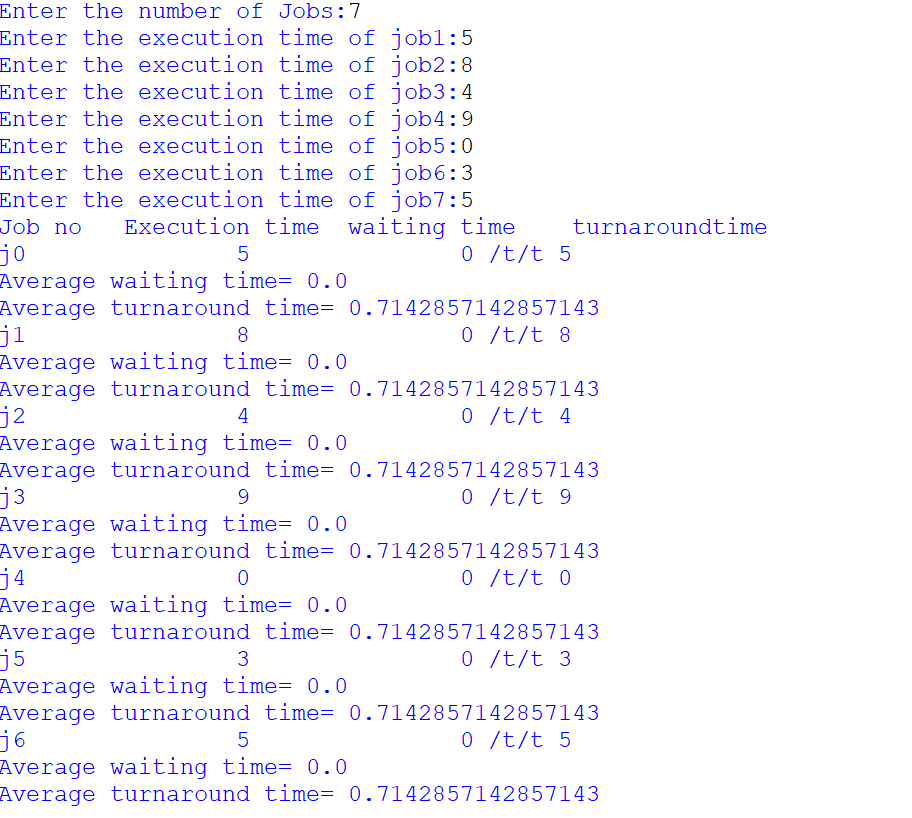 Enter the number of Jobs:7
Enter the execution time of job1:5
Enter the execution time of job2:8
Enter the execution time of job3:4
Enter the execution time of job4:9
Enter the execution time of job5:0
Enter the execution time of job6:3
Enter the execution time of job7:5
Job no   Execution time  waiting time    turnaroundtime
j0               5               0 /t/t 5
Average waiting time= 0.0
Average turnaround time= 0.7142857142857143
j1               8               0 /t/t 8
Average waiting time= 0.0
Average turnaround time= 0.7142857142857143
j2               4               0 /t/t 4
Average waiting time= 0.0
Average turnaround time= 0.7142857142857143
j3               9               0 /t/t 9
Average waiting time= 0.0
Average turnaround time= 0.7142857142857143
j4               0               0 /t/t 0
Average waiting time= 0.0
Average turnaround time= 0.7142857142857143
j5               3               0 /t/t 3
Average waiting time= 0.0
Average turnaround time= 0.7142857142857143
j6               5               0 /t/t 5
Average waiting time= 0.0
Average turnaround time= 0.7142857142857143